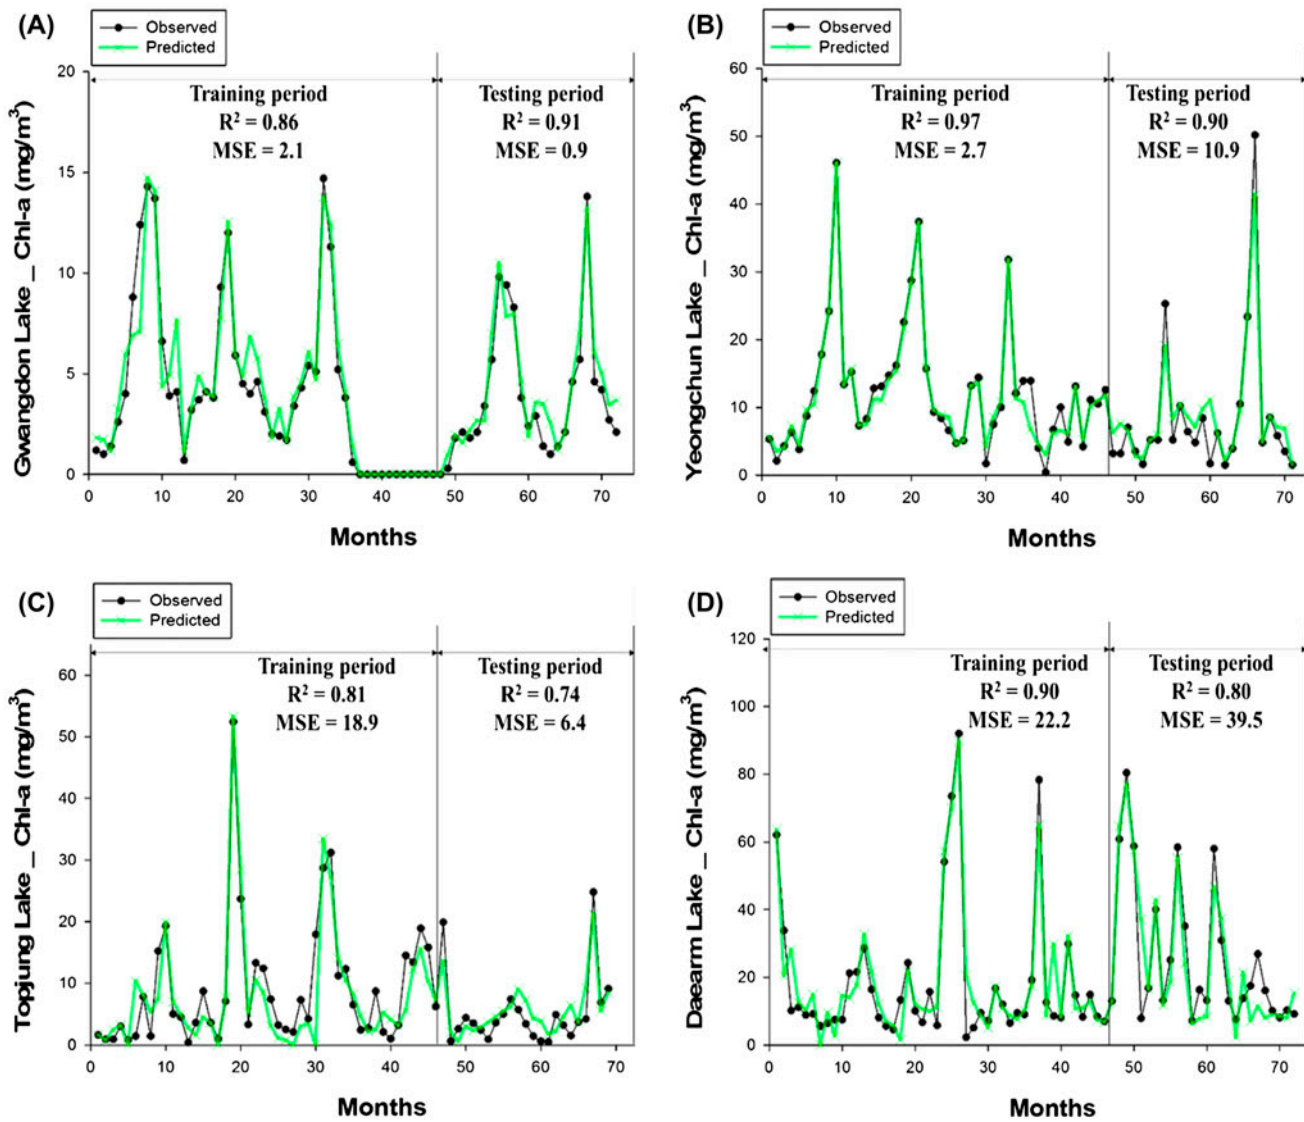 (A)
Observed
Predicted
Training period
R² = 0.86
MSE = 2.1
Testing period
R² = 0.91
MSE = 0.9
Gwangdon Lake _ Chl-a (mg/m³)
20
15
10
5
0
0 10 20 30 40 50 60 70
Months
(B)
Observed
Predicted
Training period
R² = 0.97
MSE = 2.7
Testing period
R² = 0.90
MSE = 10.9
Yeongchun Lake _ Chl-a (mg/m³)
60
50
40
30
20
10
0
0 10 20 30 40 50 60 70
Months
(C)
Observed
Predicted
Training period
R² = 0.81
MSE = 18.9
Testing period
R² = 0.74
MSE = 6.4
Topjung Lake _ Chl-a (mg/m³)
60
50
40
30
20
10
0
0 10 20 30 40 50 60 70
Months
(D)
Observed
Predicted
Training period
R² = 0.90
MSE = 22.2
Testing period
R² = 0.80
MSE = 39.5
Daearm Lake _ Chl-a (mg/m³)
120
100
80
60
40
20
0
0 10 20 30 40 50 60 70
Months